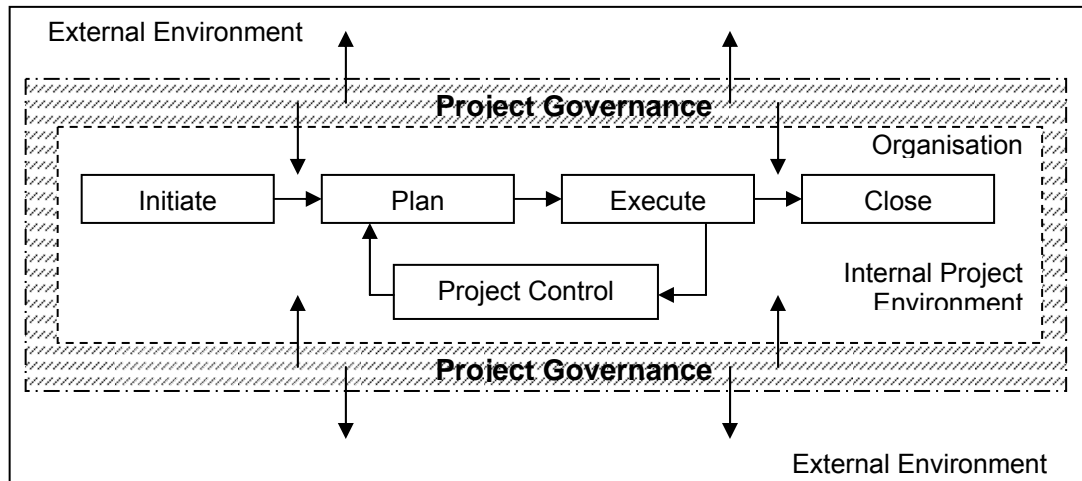 External Environment
Project Governance
Organisation
Initiate
Plan
Execute
Close
Project Control
Internal Project
Environment
Project Governance
External Environment